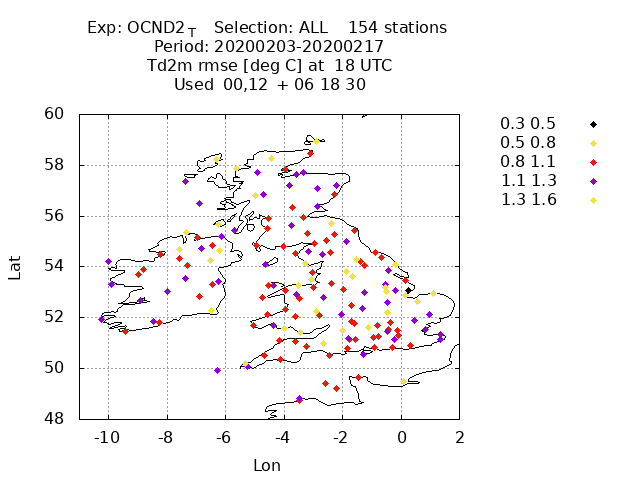 Exp: OCND2T Selection: ALL 154 stations
Period: 20200203-20200217
Td2m rmse [deg C] at 18 UTC
Used 00,12 + 06 18 30
60
58
56
54
52
50
48
Lat
-10 -8 -6 -4 -2 0 2
Lon
0.3 0.5
0.5 0.8
0.8 1.1
1.1 1.3
1.3 1.6